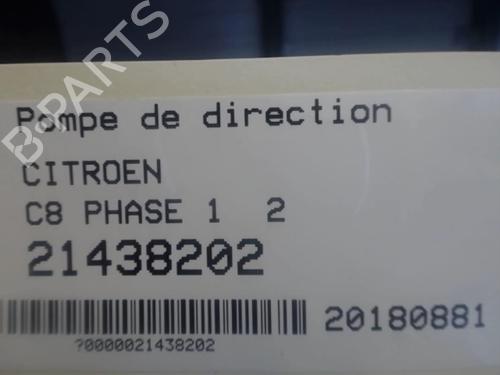 B-PARTS
Pompe de direction
CITROEN
C8 PHASE 1 2
21438202
20180881
?0000021438202